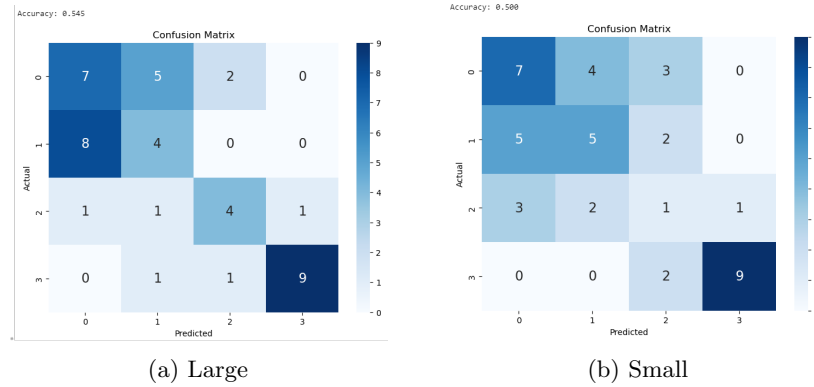 Accuracy: 0.545
Confusion Matrix
0 7 5 2 0
1 8 4 0 0
2 1 1 4 1
3 0 1 1 9
0 1 2 3
Actual
Predicted
9
8
7
6
5
4
3
2
1
0
(a) Large
Accuracy: 0.500
Confusion Matrix
0 7 4 3 0
1 5 5 2 0
2 3 2 1 1
3 0 0 2 9
0 1 2 3
Actual
Predicted
(b) Small